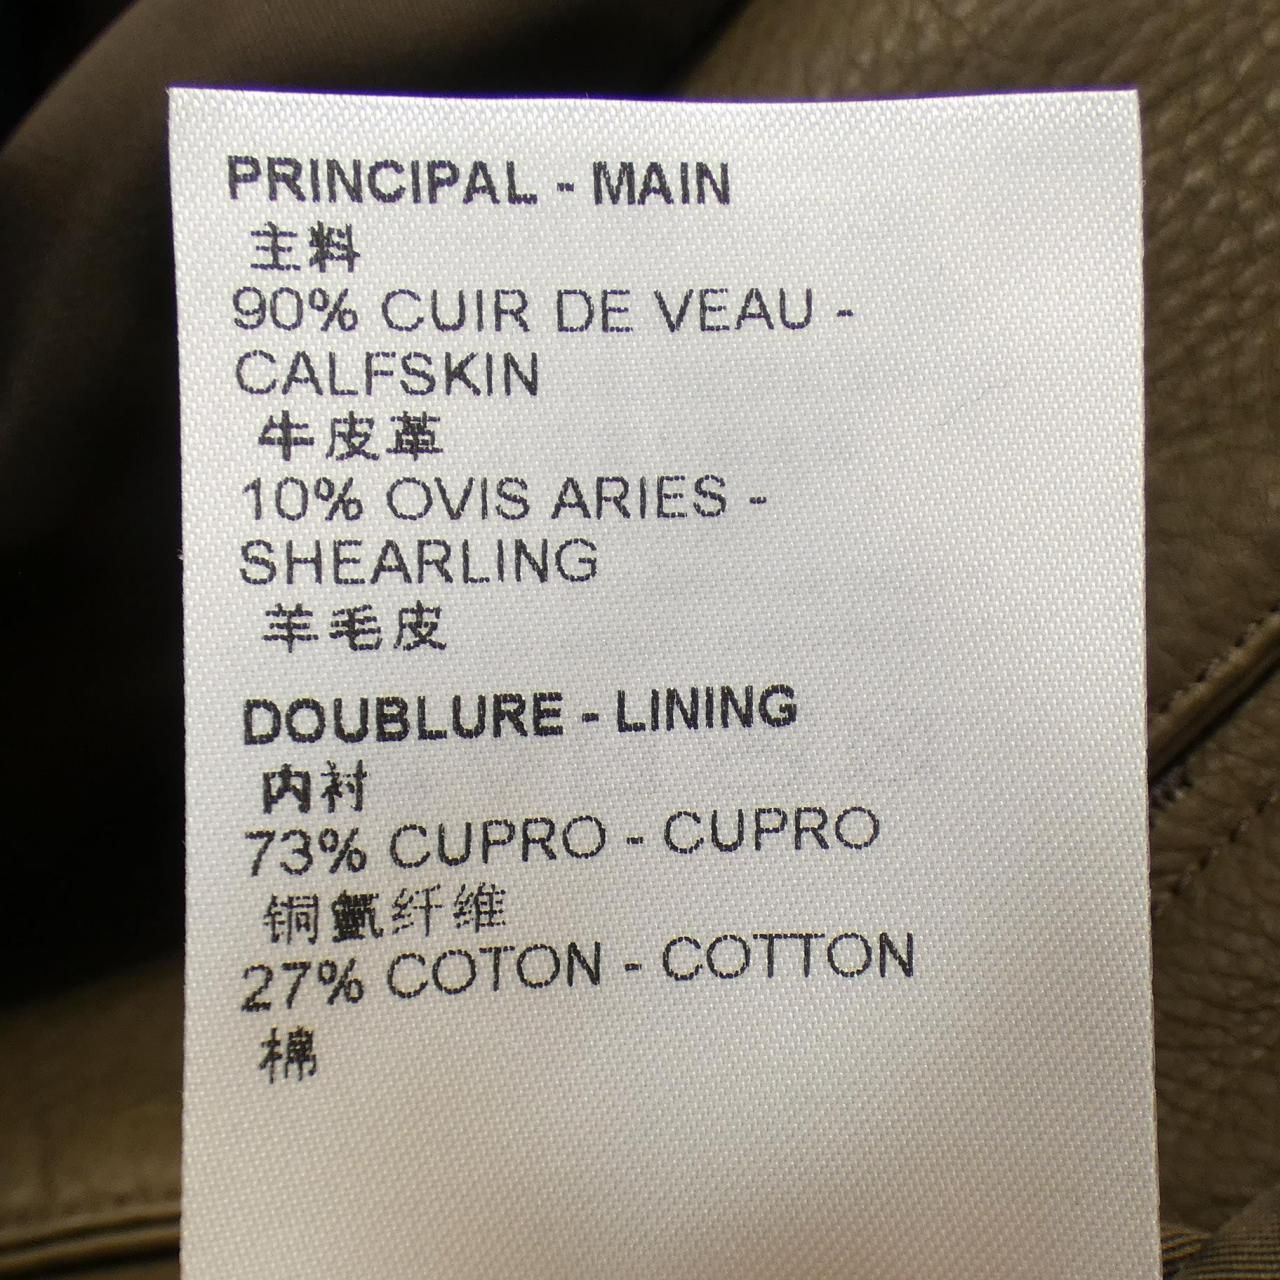 PRINCIPAL - MAIN
主料
90% CUIR DE VEAU -
CALFSKIN
牛皮革
10% OVIS ARIES -
SHEARLING
羊毛皮
DOUBLURE - LINING
内衬
73% CUPRO - CUPRO
铜氨纤维
27% COTON - COTTON
棉